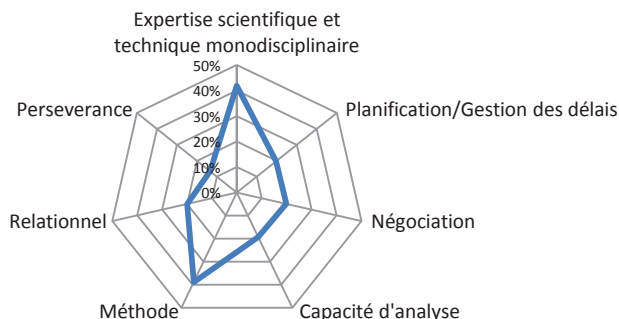 Expertise scientifique et
technique monodisciplinaire
50%
40%
30%
20%
10%
0%
Perseverance
Planification/Gestion des délais
Relationnel
Négociation
Méthode
Capacité d'analyse